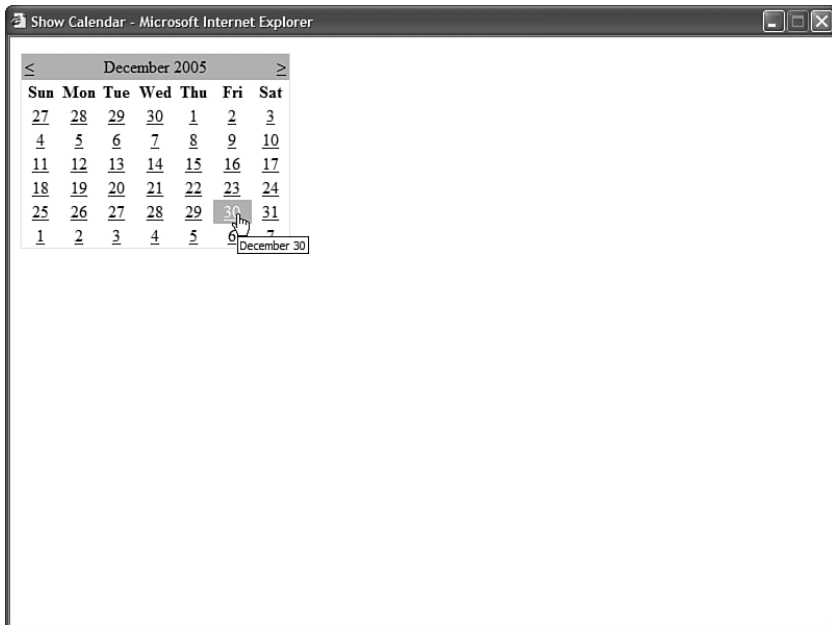 Show Calendar - Microsoft Internet Explorer
< December 2005 >
Sun Mon Tue Wed Thu Fri Sat
27 28 29 30 1 2 3
4 5 6 7 8 9 10
11 12 13 14 15 16 17
18 19 20 21 22 23 24
25 26 27 28 29 30 31
1 2 3 4 5 6 7
December 30